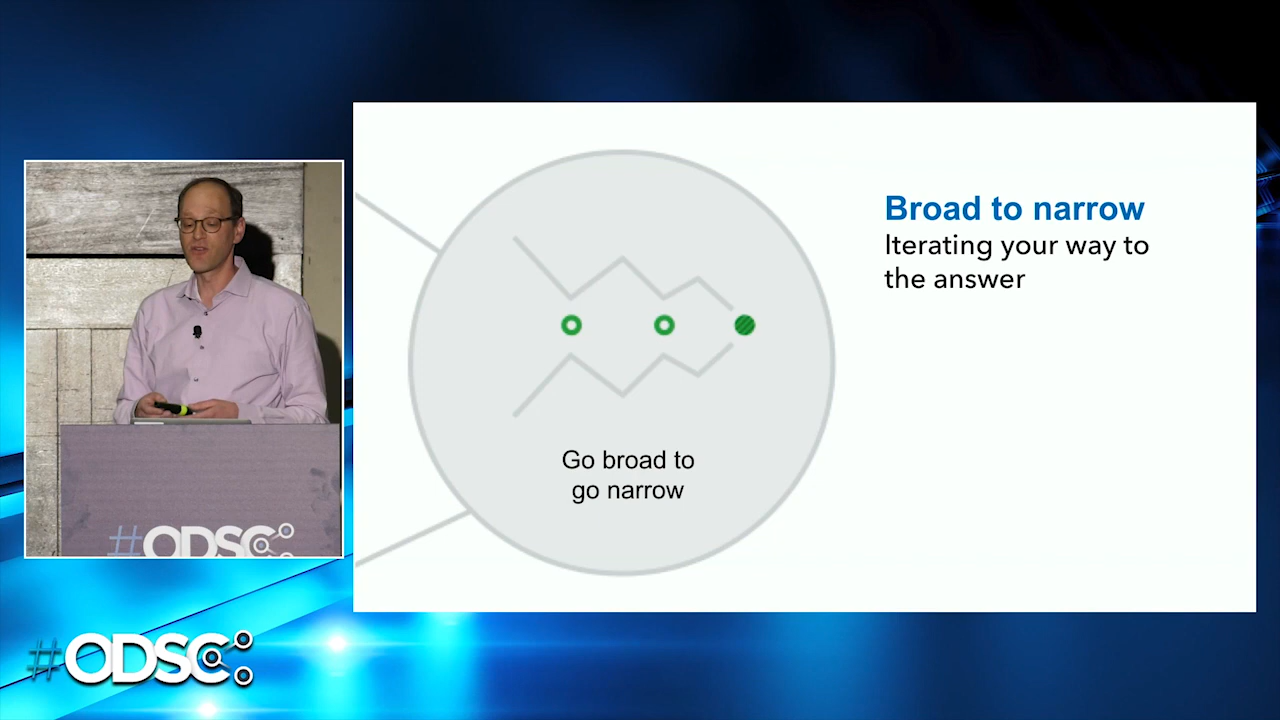 Broad to narrow
Iterating your way to
the answer
Go broad to
go narrow
#ODSC
#ODSC